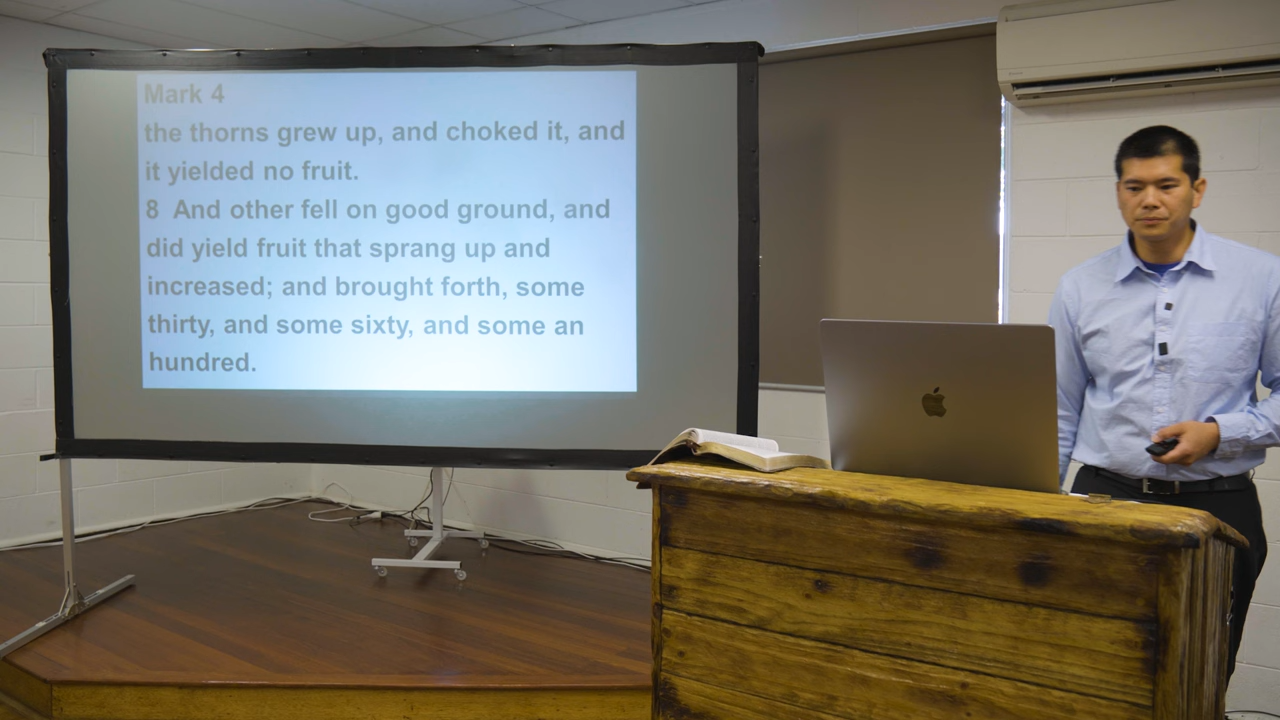 Mark 4
the thorns grew up, and choked it, and
it yielded no fruit.
8  And other fell on good ground, and
did yield fruit that sprang up and
increased; and brought forth, some
thirty, and some sixty, and some an
hundred.